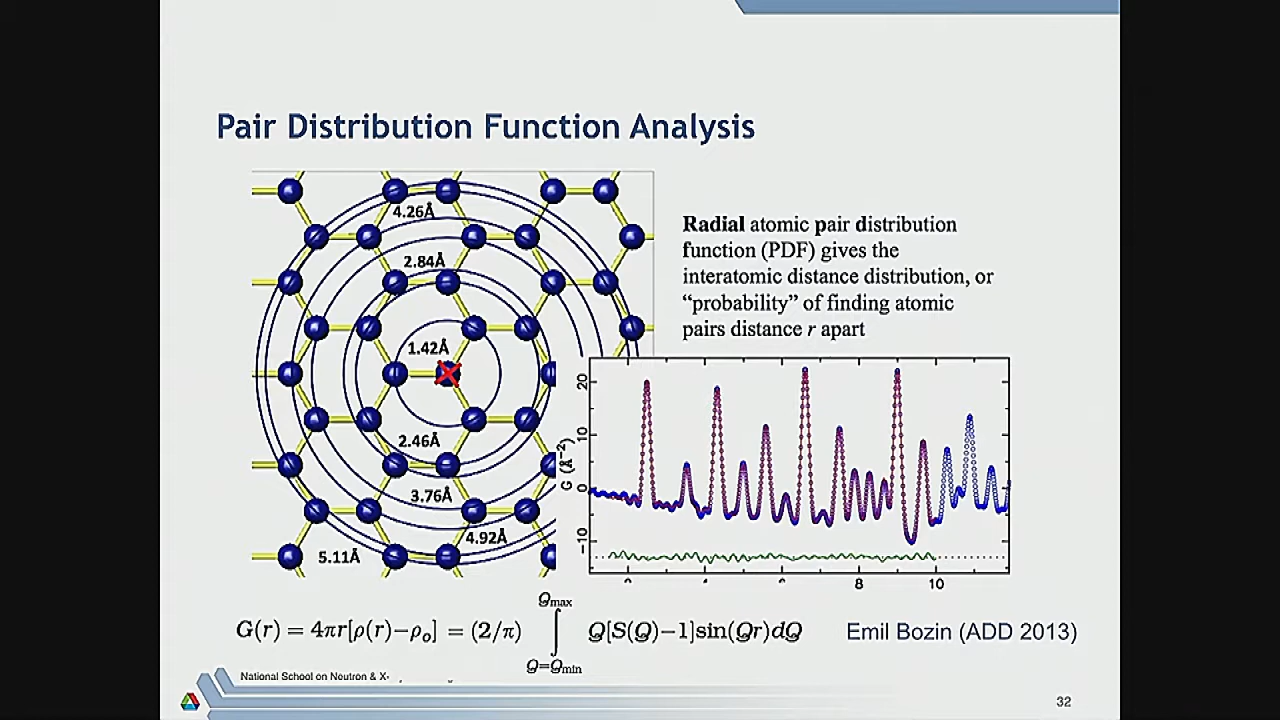 Pair Distribution Function Analysis
4.26Å
2.84Å
1.42Å
2.46Å
3.76Å
4.92Å
5.11Å
Radial atomic pair distribution
function (PDF) gives the
interatomic distance distribution, or
“probability” of finding atomic
pairs distance r apart
G (Å⁻²)
20
10
0
−10
8
10
G(r) = 4πr[ρ(r)−ρₒ] = (2/π) ∫ Q[S(Q)−1]sin(Qr)dQ
Qmax
Q=Qmin
Emil Bozin (ADD 2013)
National School on Neutron & X-
32